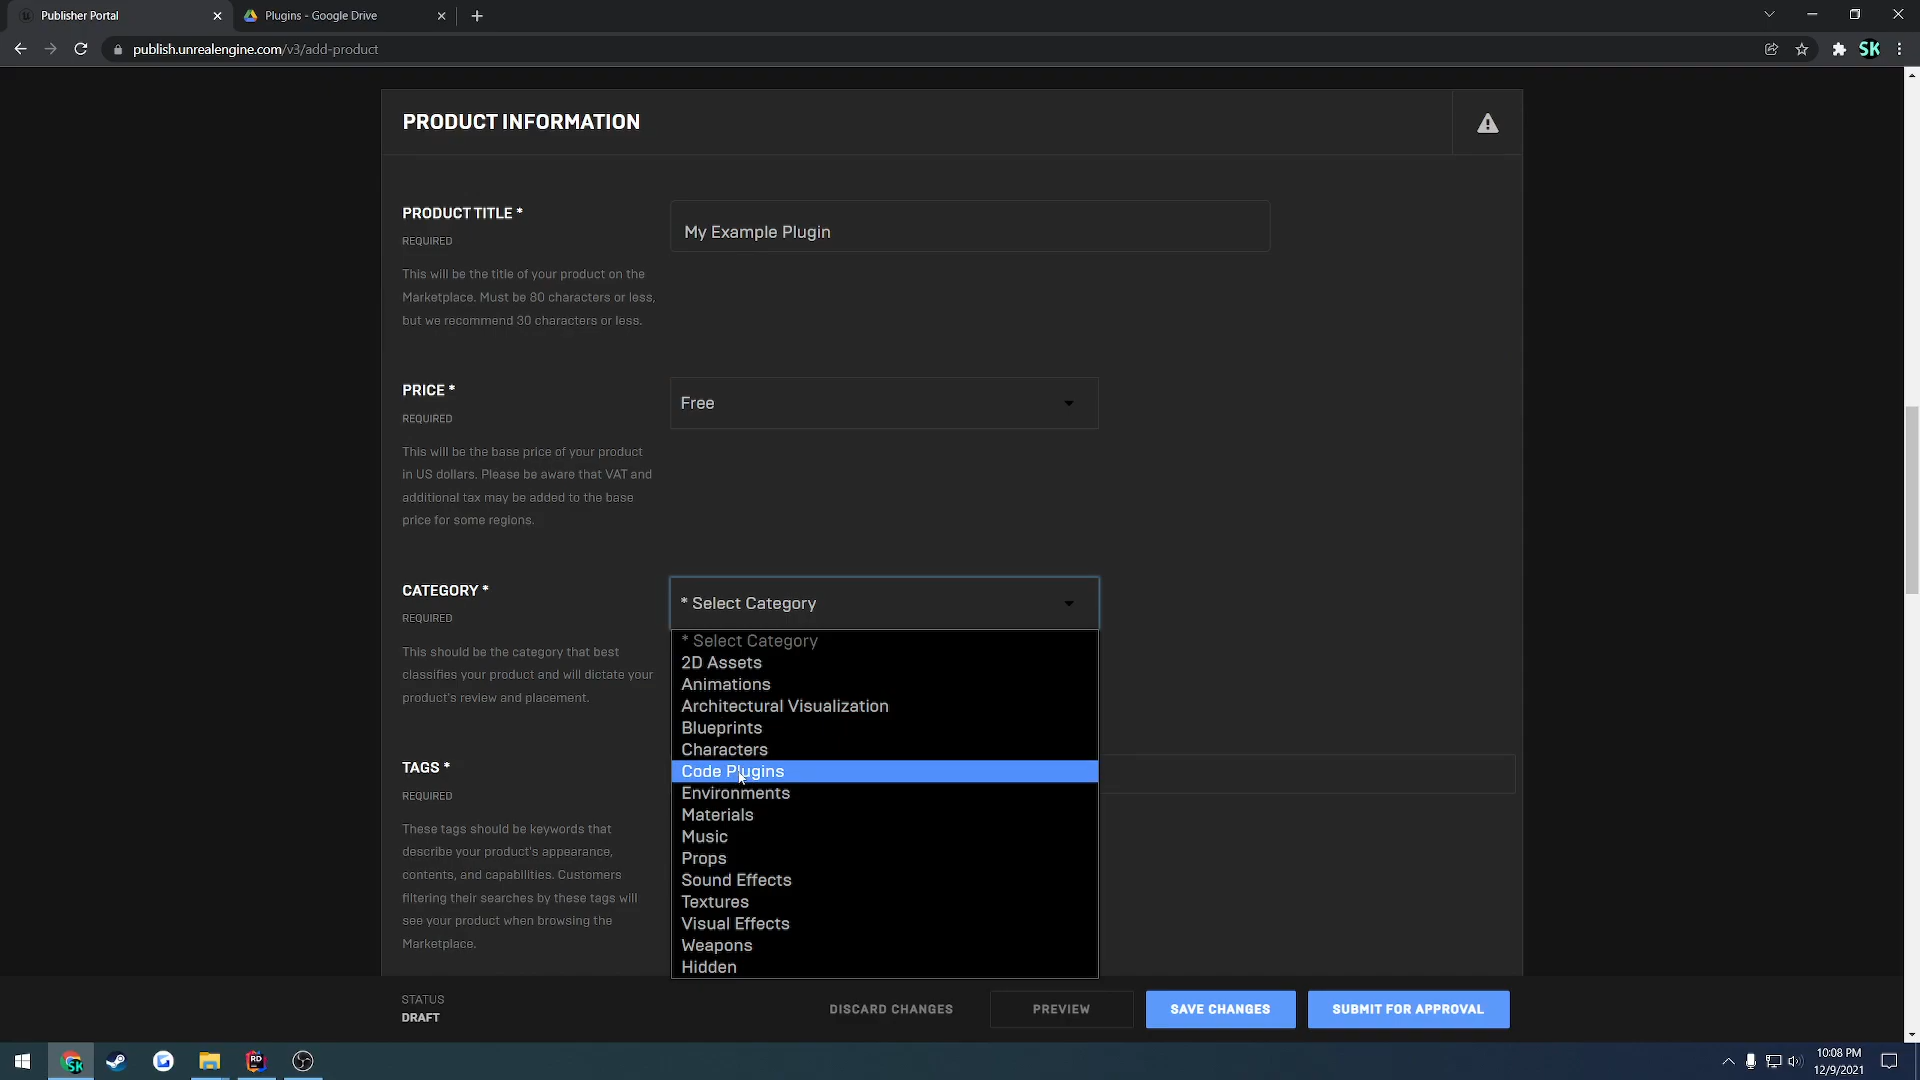 Publisher Portal
Plugins - Google Drive
publish.unrealengine.com/v3/add-product
SK
PRODUCT INFORMATION
PRODUCT TITLE *
REQUIRED
This will be the title of your product on the
Marketplace. Must be 80 characters or less,
but we recommend 30 characters or less.
My Example Plugin
PRICE *
REQUIRED
This will be the base price of your product
in US dollars. Please be aware that VAT and
additional tax may be added to the base
price for some regions.
Free
CATEGORY *
REQUIRED
This should be the category that best
classifies your product and will dictate your
product's review and placement.
* Select Category
* Select Category
2D Assets
Animations
Architectural Visualization
Blueprints
Characters
Code Plugins
Environments
Materials
Music
Props
Sound Effects
Textures
Visual Effects
Weapons
Hidden
TAGS *
REQUIRED
These tags should be keywords that
describe your product's appearance,
contents, and capabilities. Customers
filtering their searches by these tags will
see your product when browsing the
Marketplace.
STATUS
DRAFT
DISCARD CHANGES
PREVIEW
SAVE CHANGES
SUBMIT FOR APPROVAL
SK
RD
10:08 PM
12/9/2021